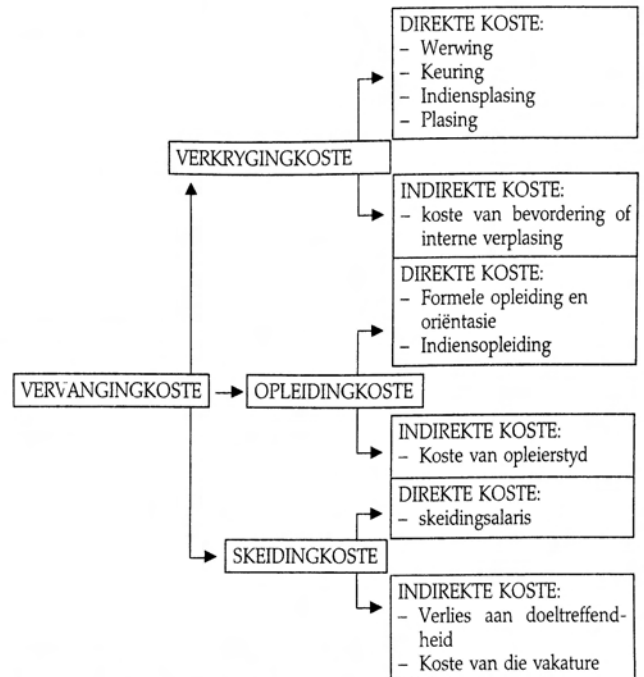 DIREKTE KOSTE:
– Werwing
– Keuring
– Indiensplasing
– Plasing
VERKRYGINGKOSTE
INDIREKTE KOSTE:
– koste van bevordering of
interne verplasing
DIREKTE KOSTE:
– Formele opleiding en
oriëntasie
– Indiensopleiding
VERVANGINGKOSTE
OPLEIDINGKOSTE
INDIREKTE KOSTE:
– Koste van opleierstyd
DIREKTE KOSTE:
– skeidingsalaris
SKEIDINGKOSTE
INDIREKTE KOSTE:
– Verlies aan doeltreffend-
heid
– Koste van die vakature